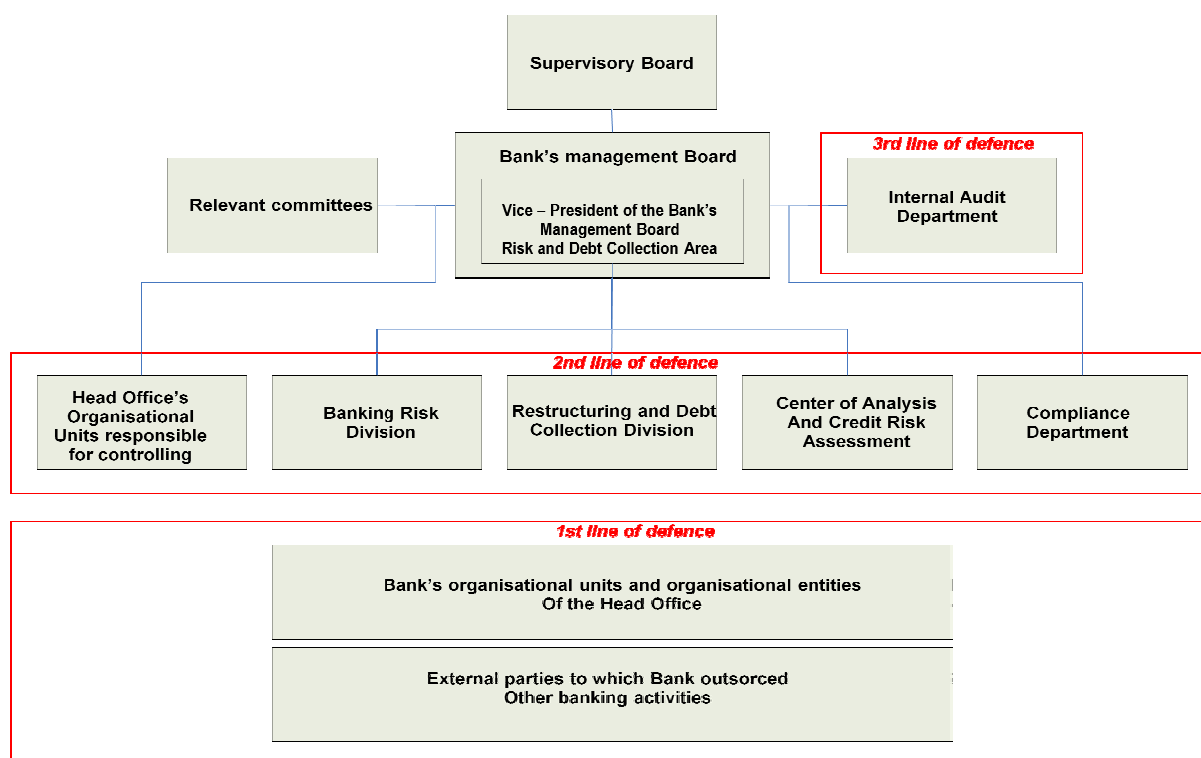 Supervisory Board
Bank's management Board
Vice – President of the Bank's
Management Board
Risk and Debt Collection Area
Relevant committees
3rd line of defence
Internal Audit
Department
2nd line of defence
Head Office's
Organisational
Units responsible
for controlling
Banking Risk
Division
Restructuring and Debt
Collection Division
Center of Analysis
And Credit Risk
Assessment
Compliance
Department
1st line of defence
Bank's organisational units and organisational entities
Of the Head Office
External parties to which Bank outsorced
Other banking activities